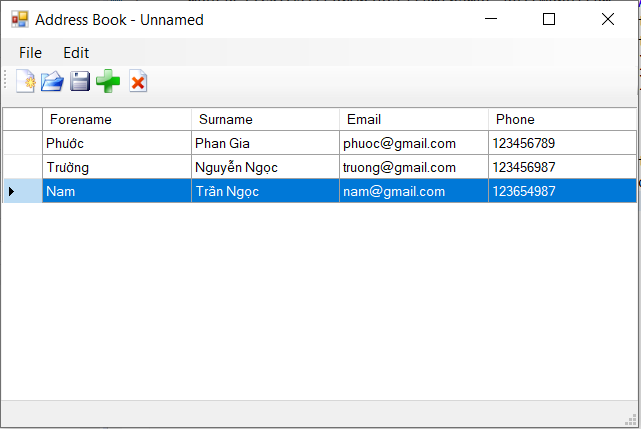 Address Book - Unnamed
File Edit
Forename Surname Email Phone
Phước Phan Gia phuoc@gmail.com 123456789
Trường Nguyễn Ngọc truong@gmail.com 123456987
Nam Trần Ngọc nam@gmail.com 123654987